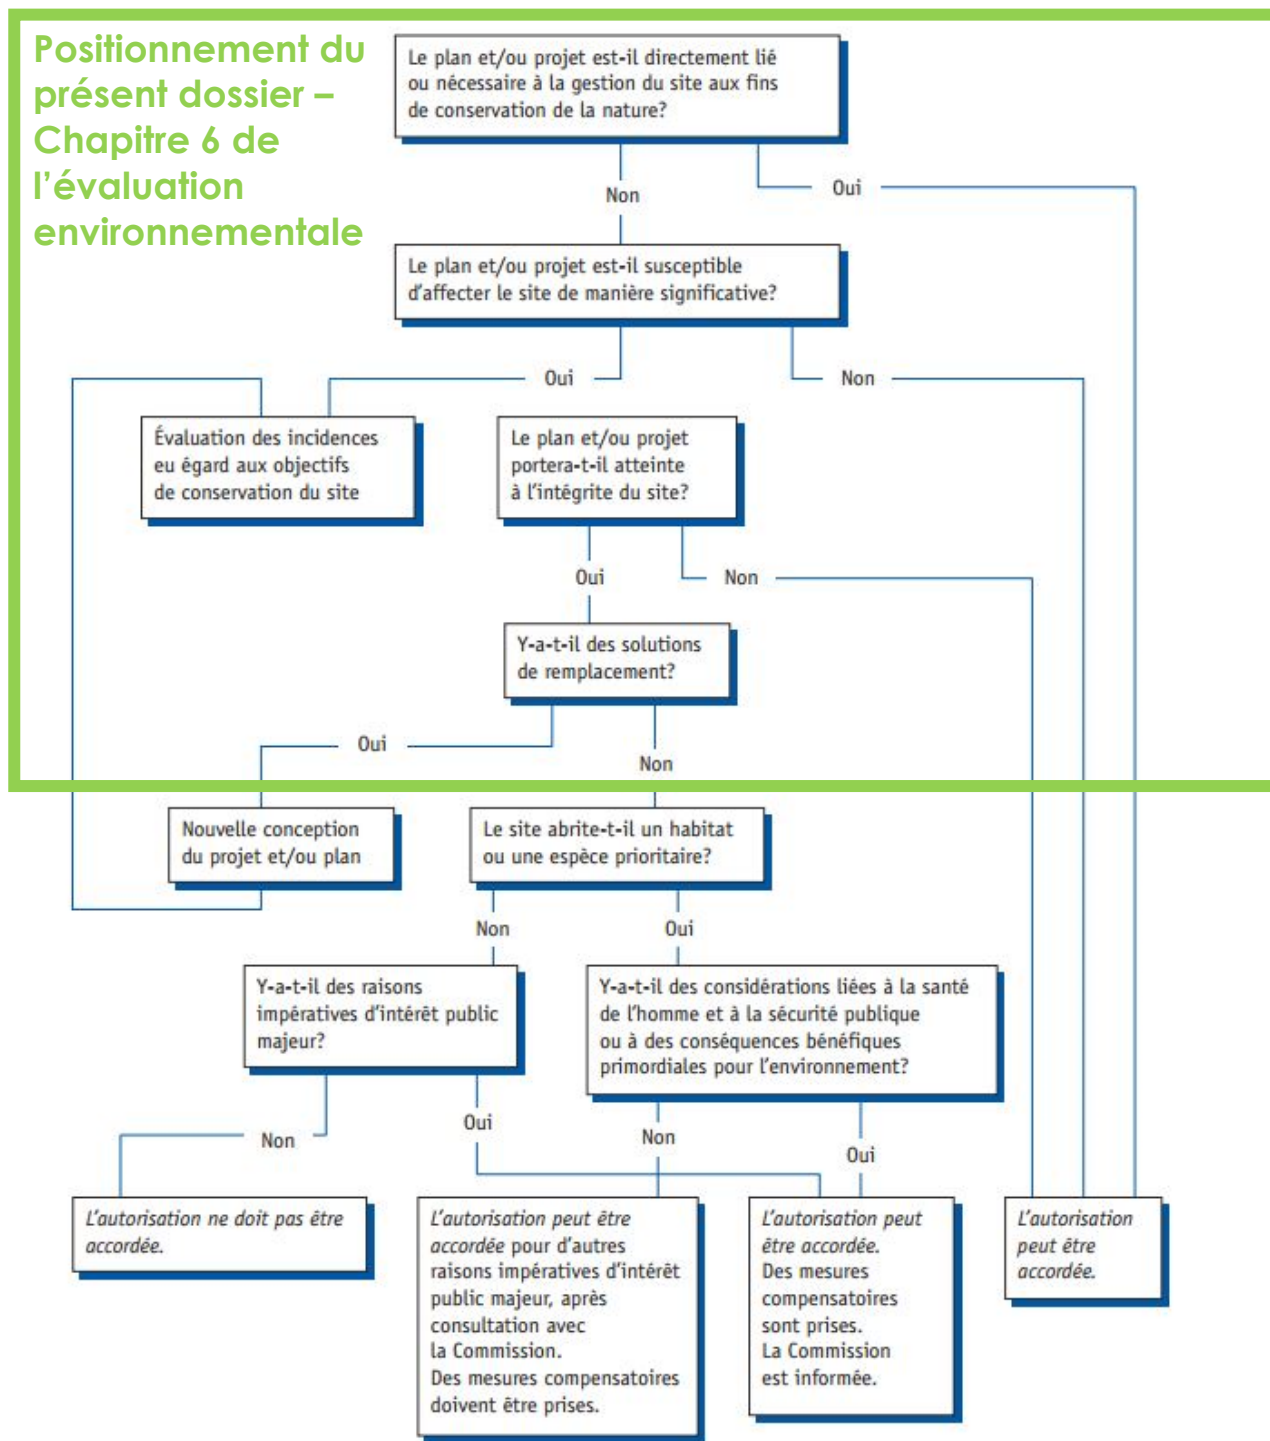 Positionnement du
présent dossier –
Chapitre 6 de
l'évaluation
environnementale
Le plan et/ou projet est-il directement lié
ou nécessaire à la gestion du site aux fins
de conservation de la nature?
Non
Oui
Le plan et/ou projet est-il susceptible
d'affecter le site de manière significative?
Oui
Non
Évaluation des incidences
eu égard aux objectifs
de conservation du site
Le plan et/ou projet
portera-t-il atteinte
à l'intégrite du site?
Oui
Non
Y-a-t-il des solutions
de remplacement?
Oui
Non
Nouvelle conception
du projet et/ou plan
Le site abrite-t-il un habitat
ou une espèce prioritaire?
Non
Oui
Y-a-t-il des raisons
impératives d'intérêt public
majeur?
Y-a-t-il des considérations liées à la santé
de l'homme et à la sécurité publique
ou à des conséquences bénéfiques
primordiales pour l'environnement?
Non
Oui
Non
Oui
L'autorisation ne doit pas être
accordée.
L'autorisation peut être
accordée pour d'autres
raisons impératives d'intérêt
public majeur, après
consultation avec
la Commission.
Des mesures compensatoires
doivent être prises.
L'autorisation peut
être accordée.
Des mesures
compensatoires
sont prises.
La Commission
est informée.
L'autorisation
peut être
accordée.